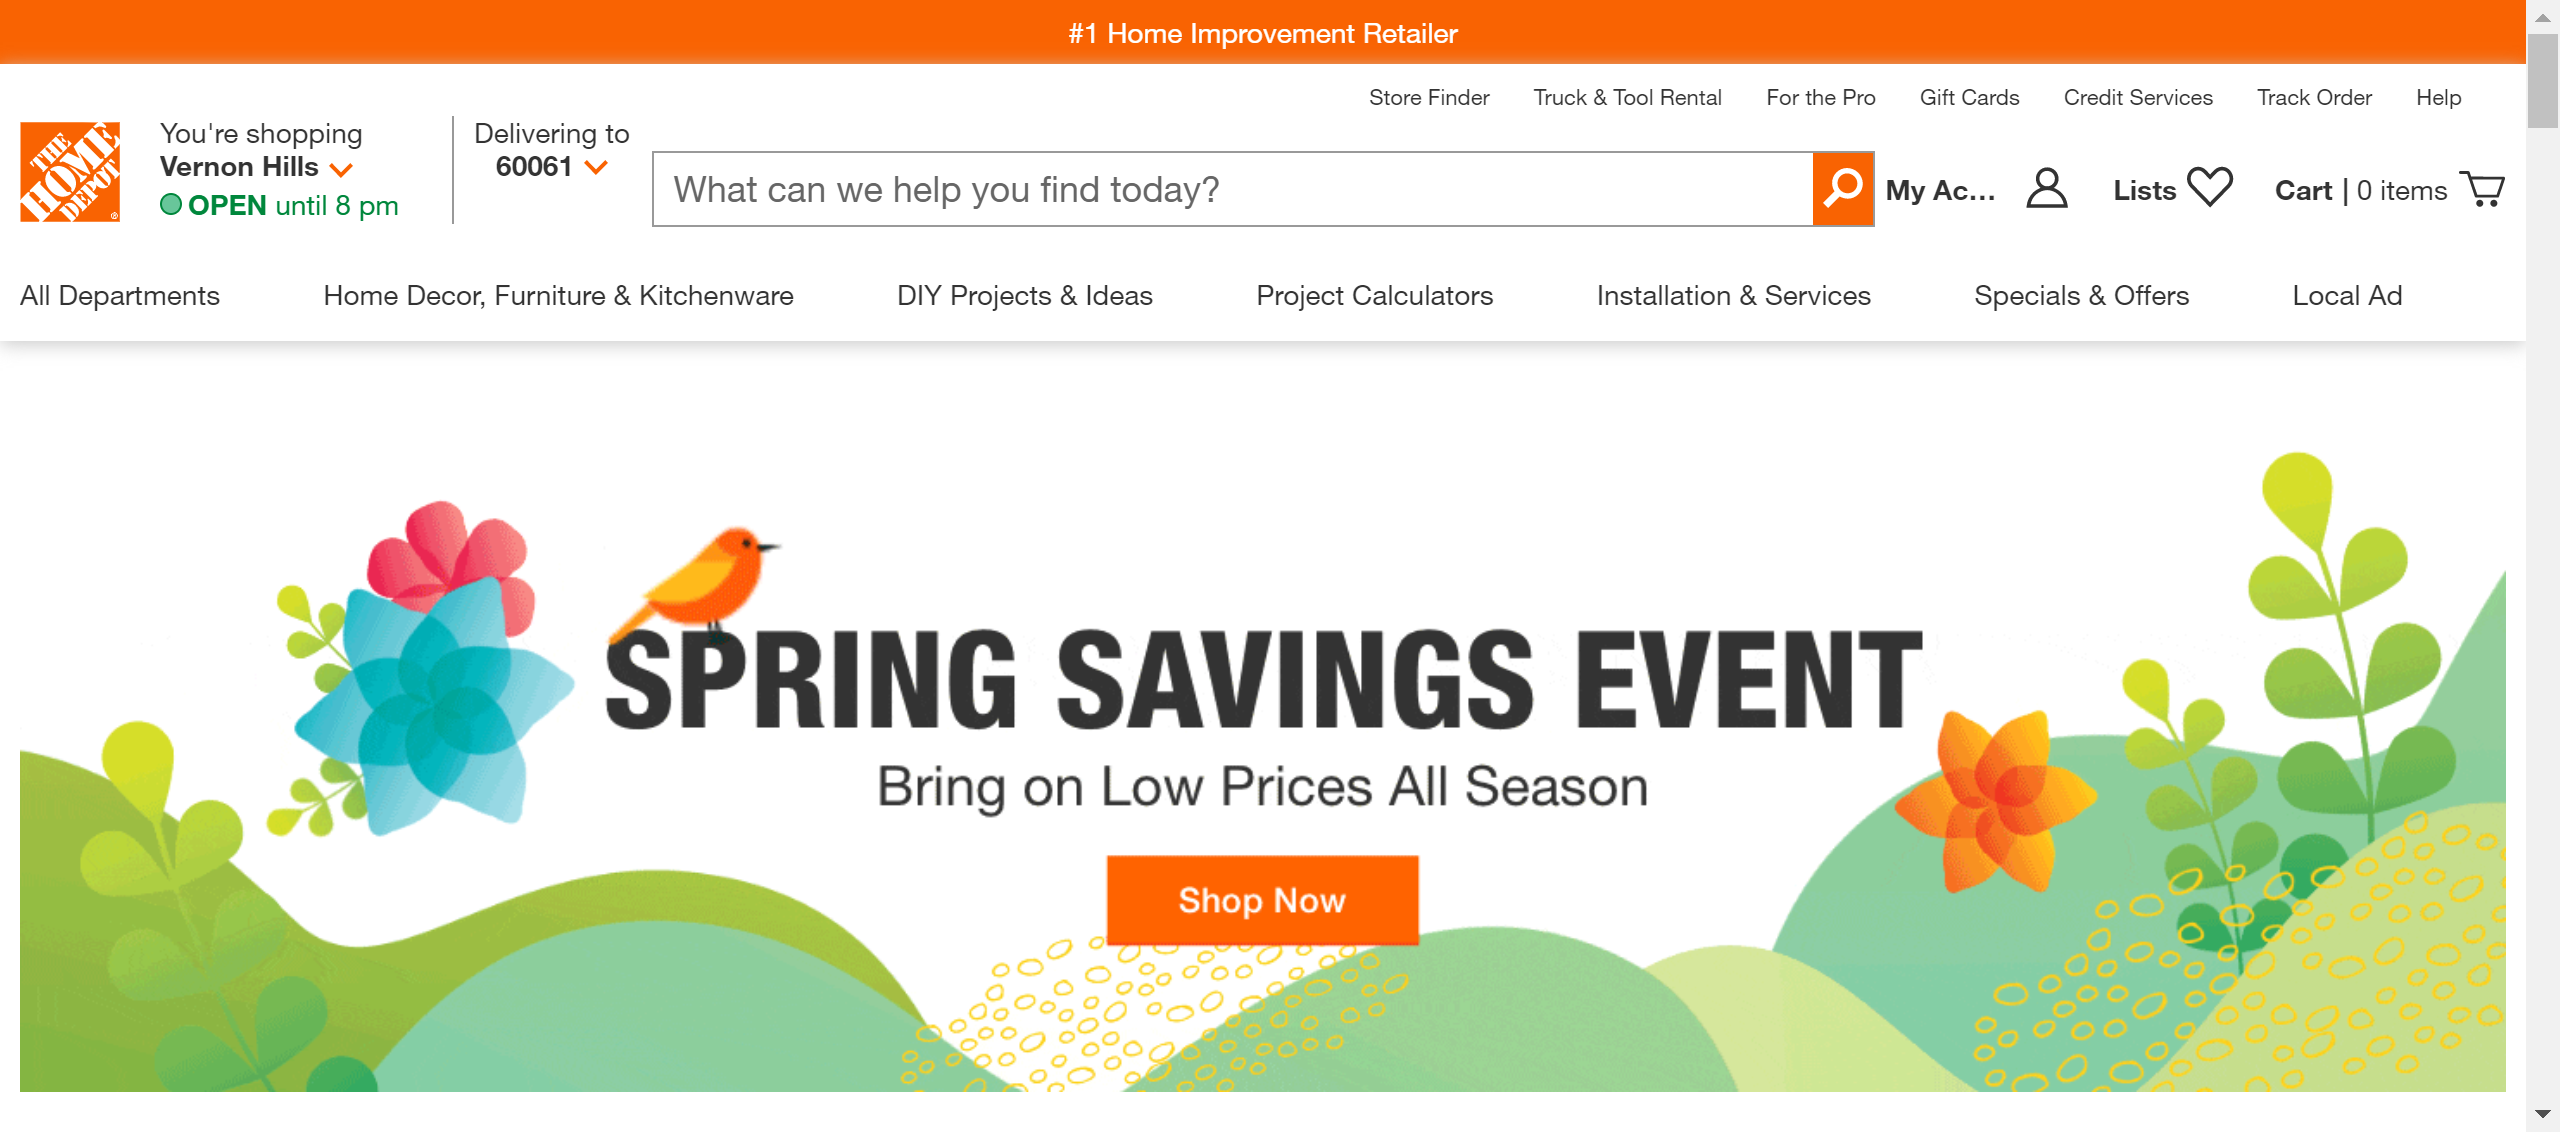 #1 Home Improvement Retailer
Store Finder Truck & Tool Rental For the Pro Gift Cards Credit Services Track Order Help
THE
HOME
DEPOT
®
You're shopping
Vernon Hills
OPEN until 8 pm
Delivering to
60061
What can we help you find today?
My Ac...
Lists
Cart | 0 items
All Departments Home Decor, Furniture & Kitchenware DIY Projects & Ideas Project Calculators Installation & Services Specials & Offers Local Ad
SPRING SAVINGS EVENT
Bring on Low Prices All Season
Shop Now